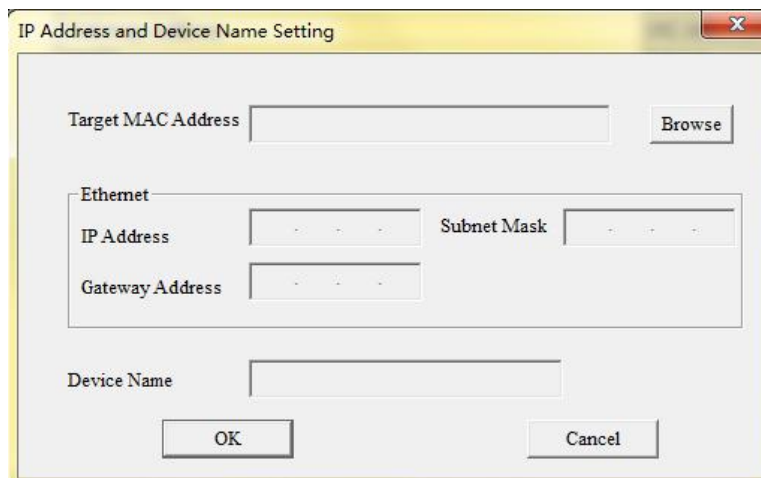 IP Address and Device Name Setting
Target MAC Address
Browse
Ethernet
IP Address . . . Subnet Mask . . .
Gateway Address . . .
Device Name
OK Cancel